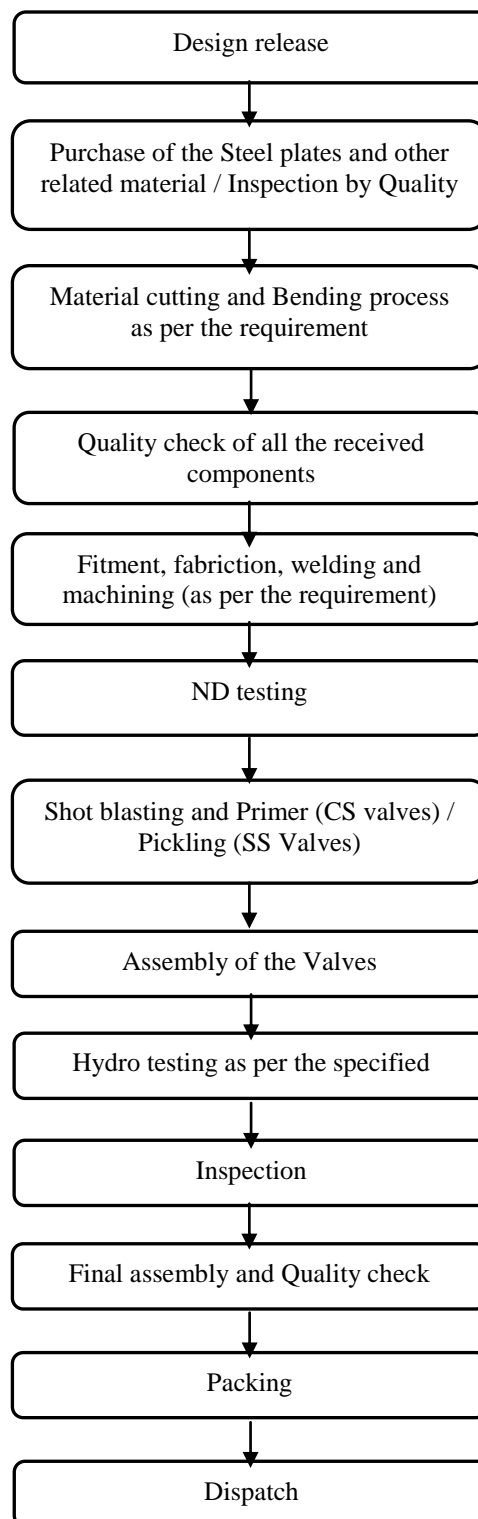 Design release
Purchase of the Steel plates and other
related material / Inspection by Quality
Material cutting and Bending process
as per the requirement
Quality check of all the received
components
Fitment, fabriction, welding and
machining (as per the requirement)
ND testing
Shot blasting and Primer (CS valves) /
Pickling (SS Valves)
Assembly of the Valves
Hydro testing as per the specified
Inspection
Final assembly and Quality check
Packing
Dispatch